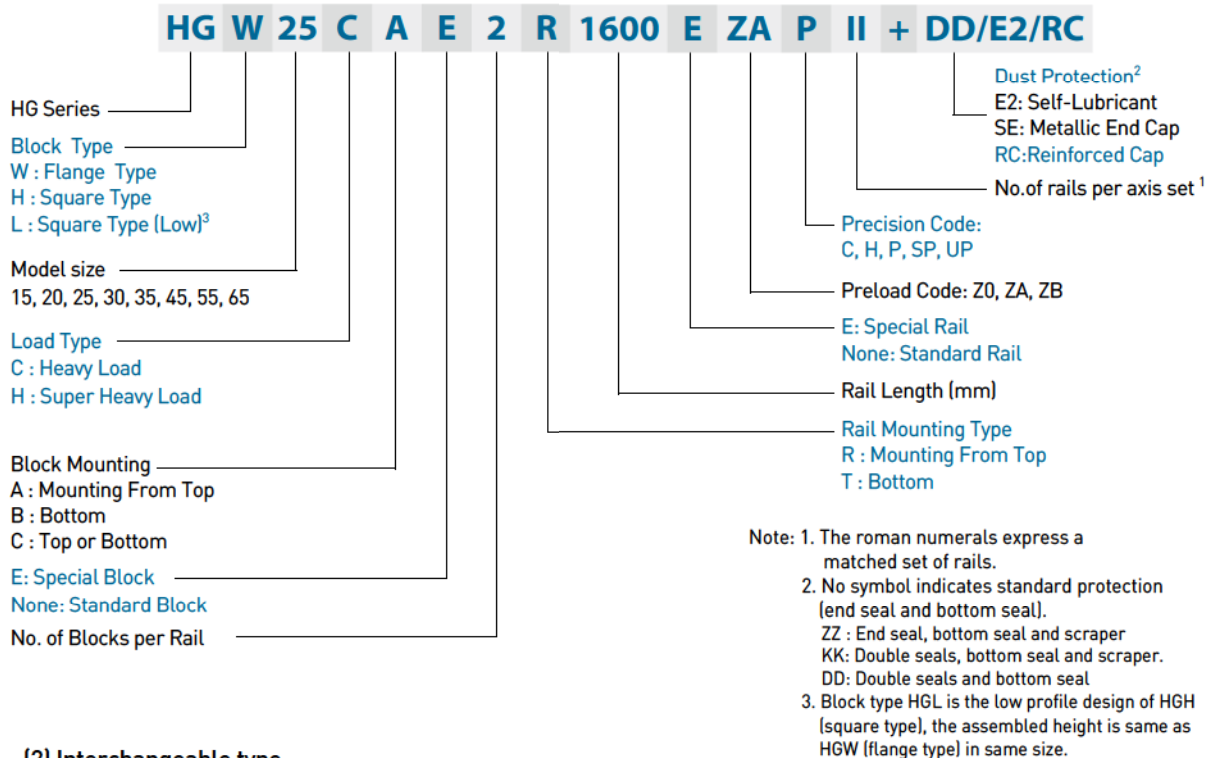 HG W 25 C A E 2 R 1600 E ZA P II + DD/E2/RC
HG Series
Block Type
W : Flange Type
H : Square Type
L : Square Type (Low)³
Model size
15, 20, 25, 30, 35, 45, 55, 65
Load Type
C : Heavy Load
H : Super Heavy Load
Block Mounting
A : Mounting From Top
B : Bottom
C : Top or Bottom
E: Special Block
None: Standard Block
No. of Blocks per Rail
Dust Protection²
E2: Self-Lubricant
SE: Metallic End Cap
RC:Reinforced Cap
No.of rails per axis set ¹
Precision Code:
C, H, P, SP, UP
Preload Code: Z0, ZA, ZB
E: Special Rail
None: Standard Rail
Rail Length (mm)
Rail Mounting Type
R : Mounting From Top
T : Bottom
Note: 1. The roman numerals express a
matched set of rails.
2. No symbol indicates standard protection
(end seal and bottom seal).
ZZ : End seal, bottom seal and scraper
KK: Double seals, bottom seal and scraper.
DD: Double seals and bottom seal
3. Block type HGL is the low profile design of HGH
(square type), the assembled height is same as
HGW (flange type) in same size.
(2) Interchangeable type